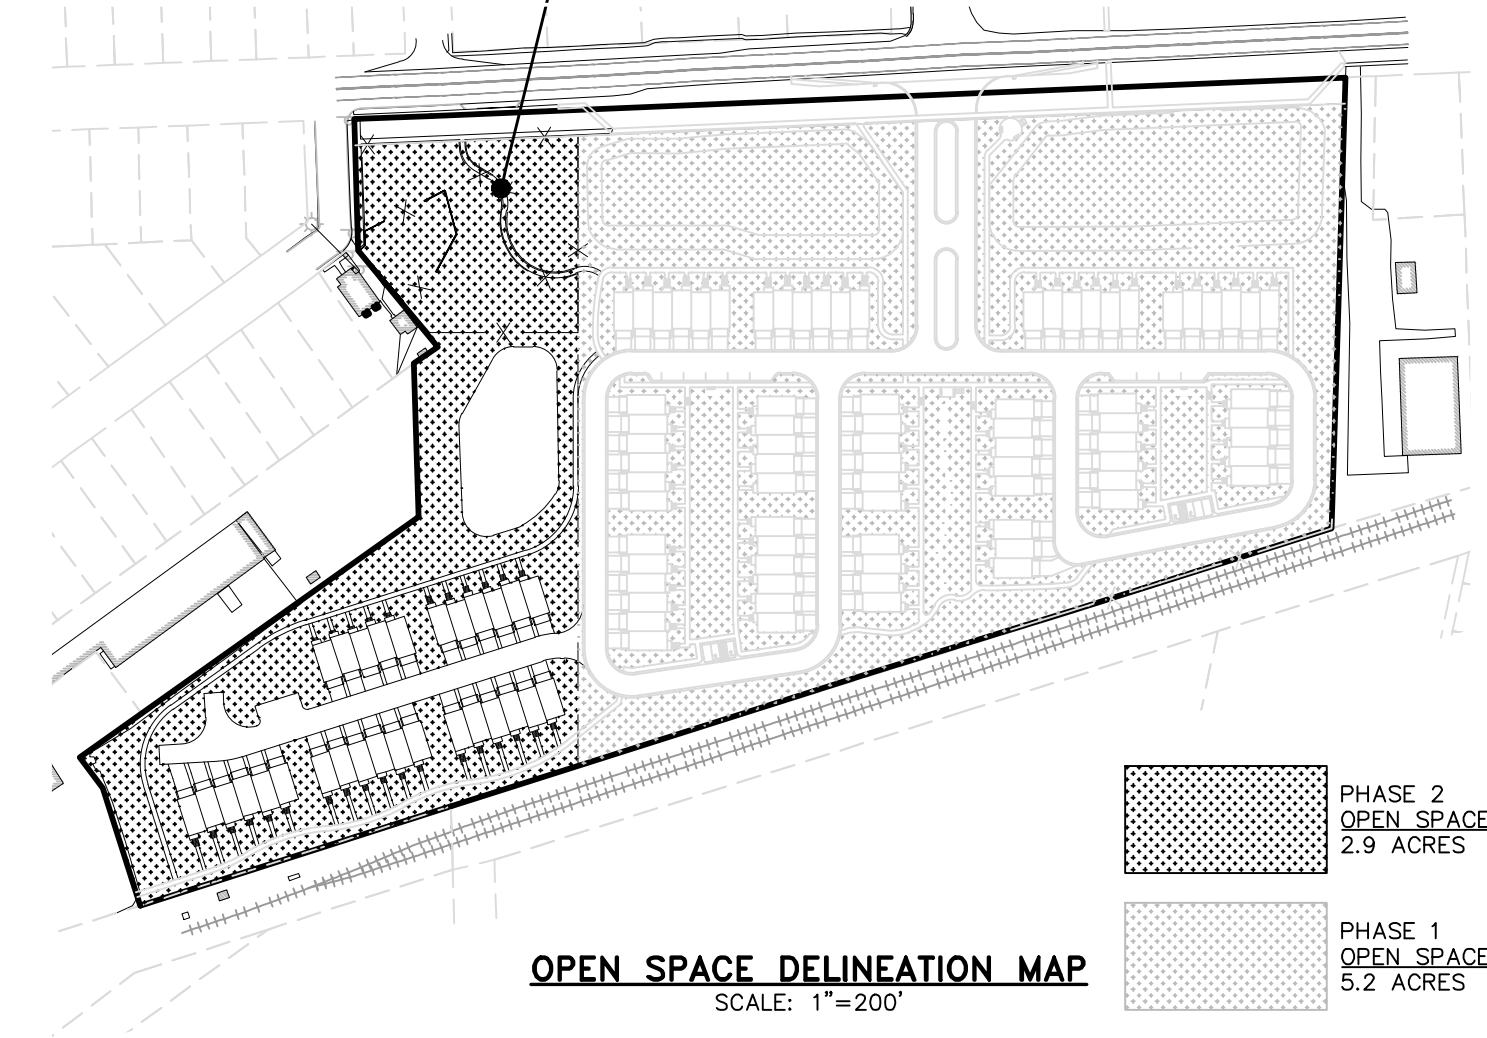 PHASE 2
OPEN SPACE
2.9 ACRES
PHASE 1
OPEN SPACE
5.2 ACRES
OPEN SPACE DELINEATION MAP
SCALE: 1"=200'